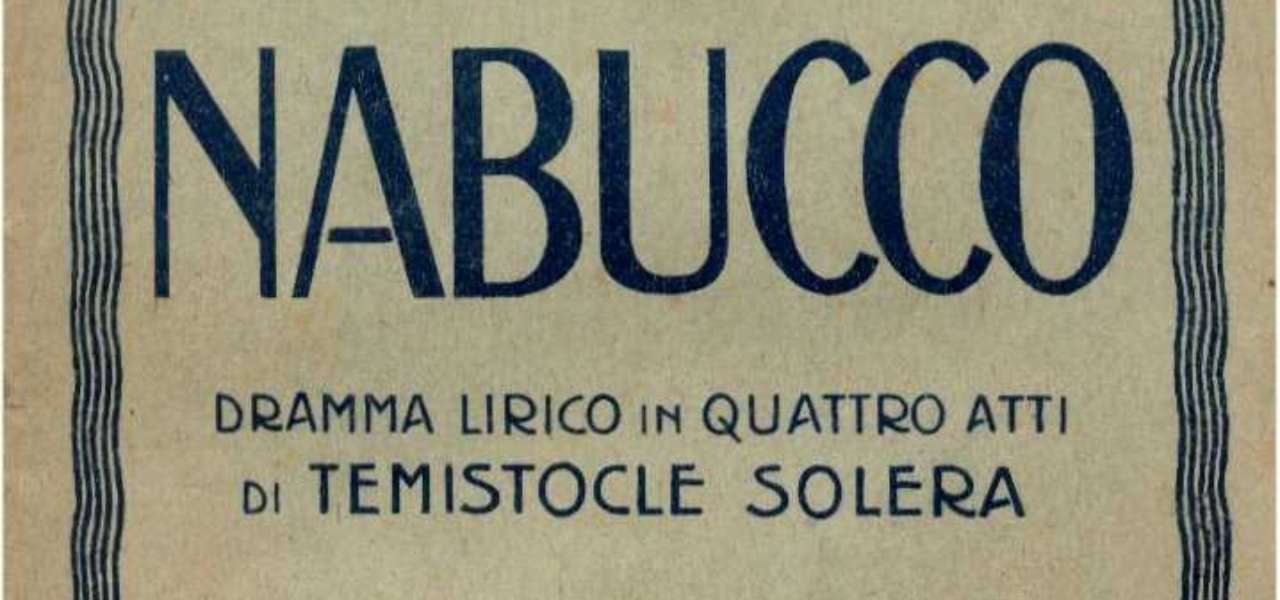 NABUCCO
DRAMMA LIRICO IN QUATTRO ATTI
DI TEMISTOCLE SOLERA